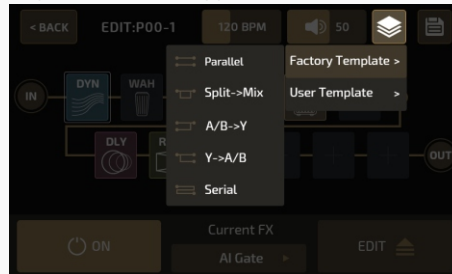 < BACK
EDIT:P00-1
120 BPM
50
Parallel
Factory Template >
Split->Mix
User Template >
IN
DYN
WAH
A/B->Y
Y->A/B
DLY
R
OUT
Serial
ON
Current FX
AI Gate
EDIT